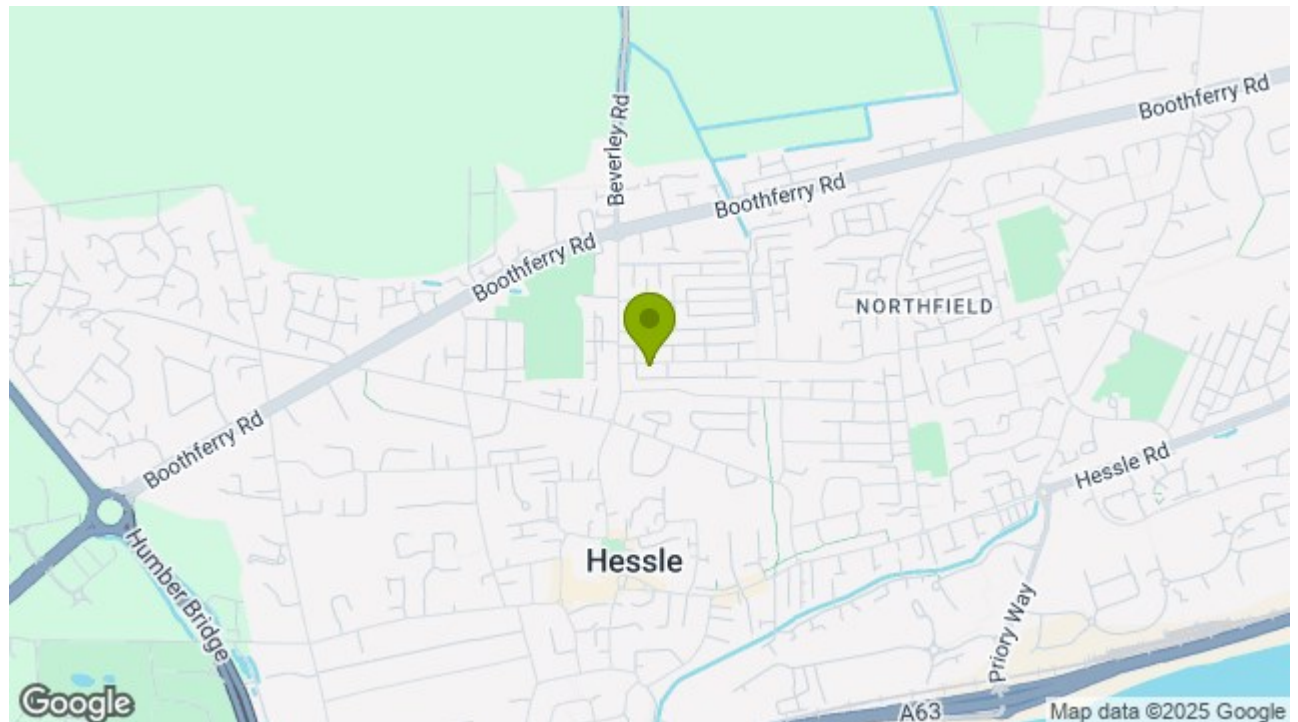 Boothferry Rd
Beverley Rd
Boothferry Rd
Boothferry Rd
NORTHFIELD
Boothferry Rd
Hessle Rd
Humber Bridge
Hessle
Priory Way
A63
Google
Map data ©2025 Google